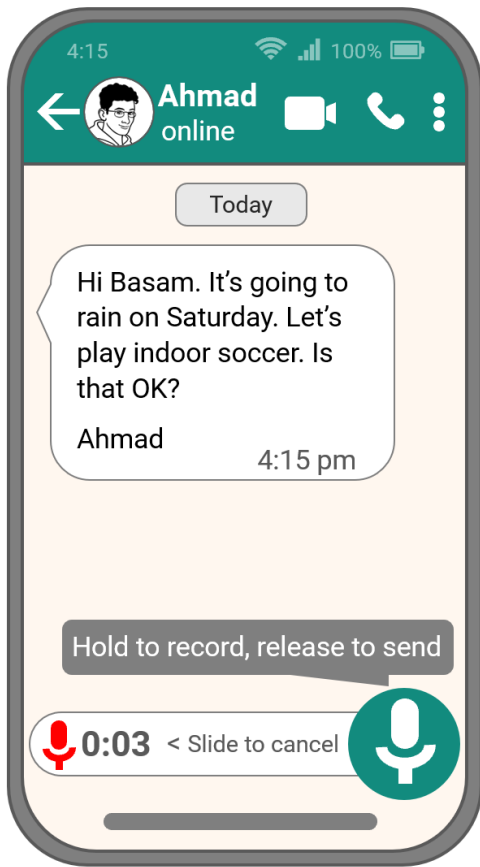 4:15 100%
Ahmad
online
Today
Hi Basam. It’s going to
rain on Saturday. Let’s
play indoor soccer. Is
that OK?
Ahmad
4:15 pm
Hold to record, release to send
0:03 < Slide to cancel